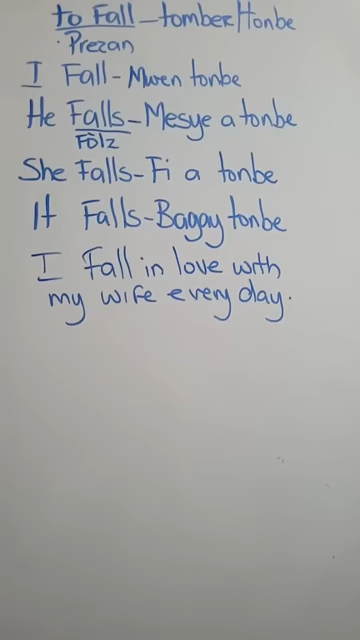 to Fall - tomber/tonbe
Prezan
I Fall - Mwen tonbe
He Falls - Mesye a tonbe
Fòlz
She Falls - Fi a tonbe
It Falls - Bagay tonbe
I Fall in love with
my wife every day.